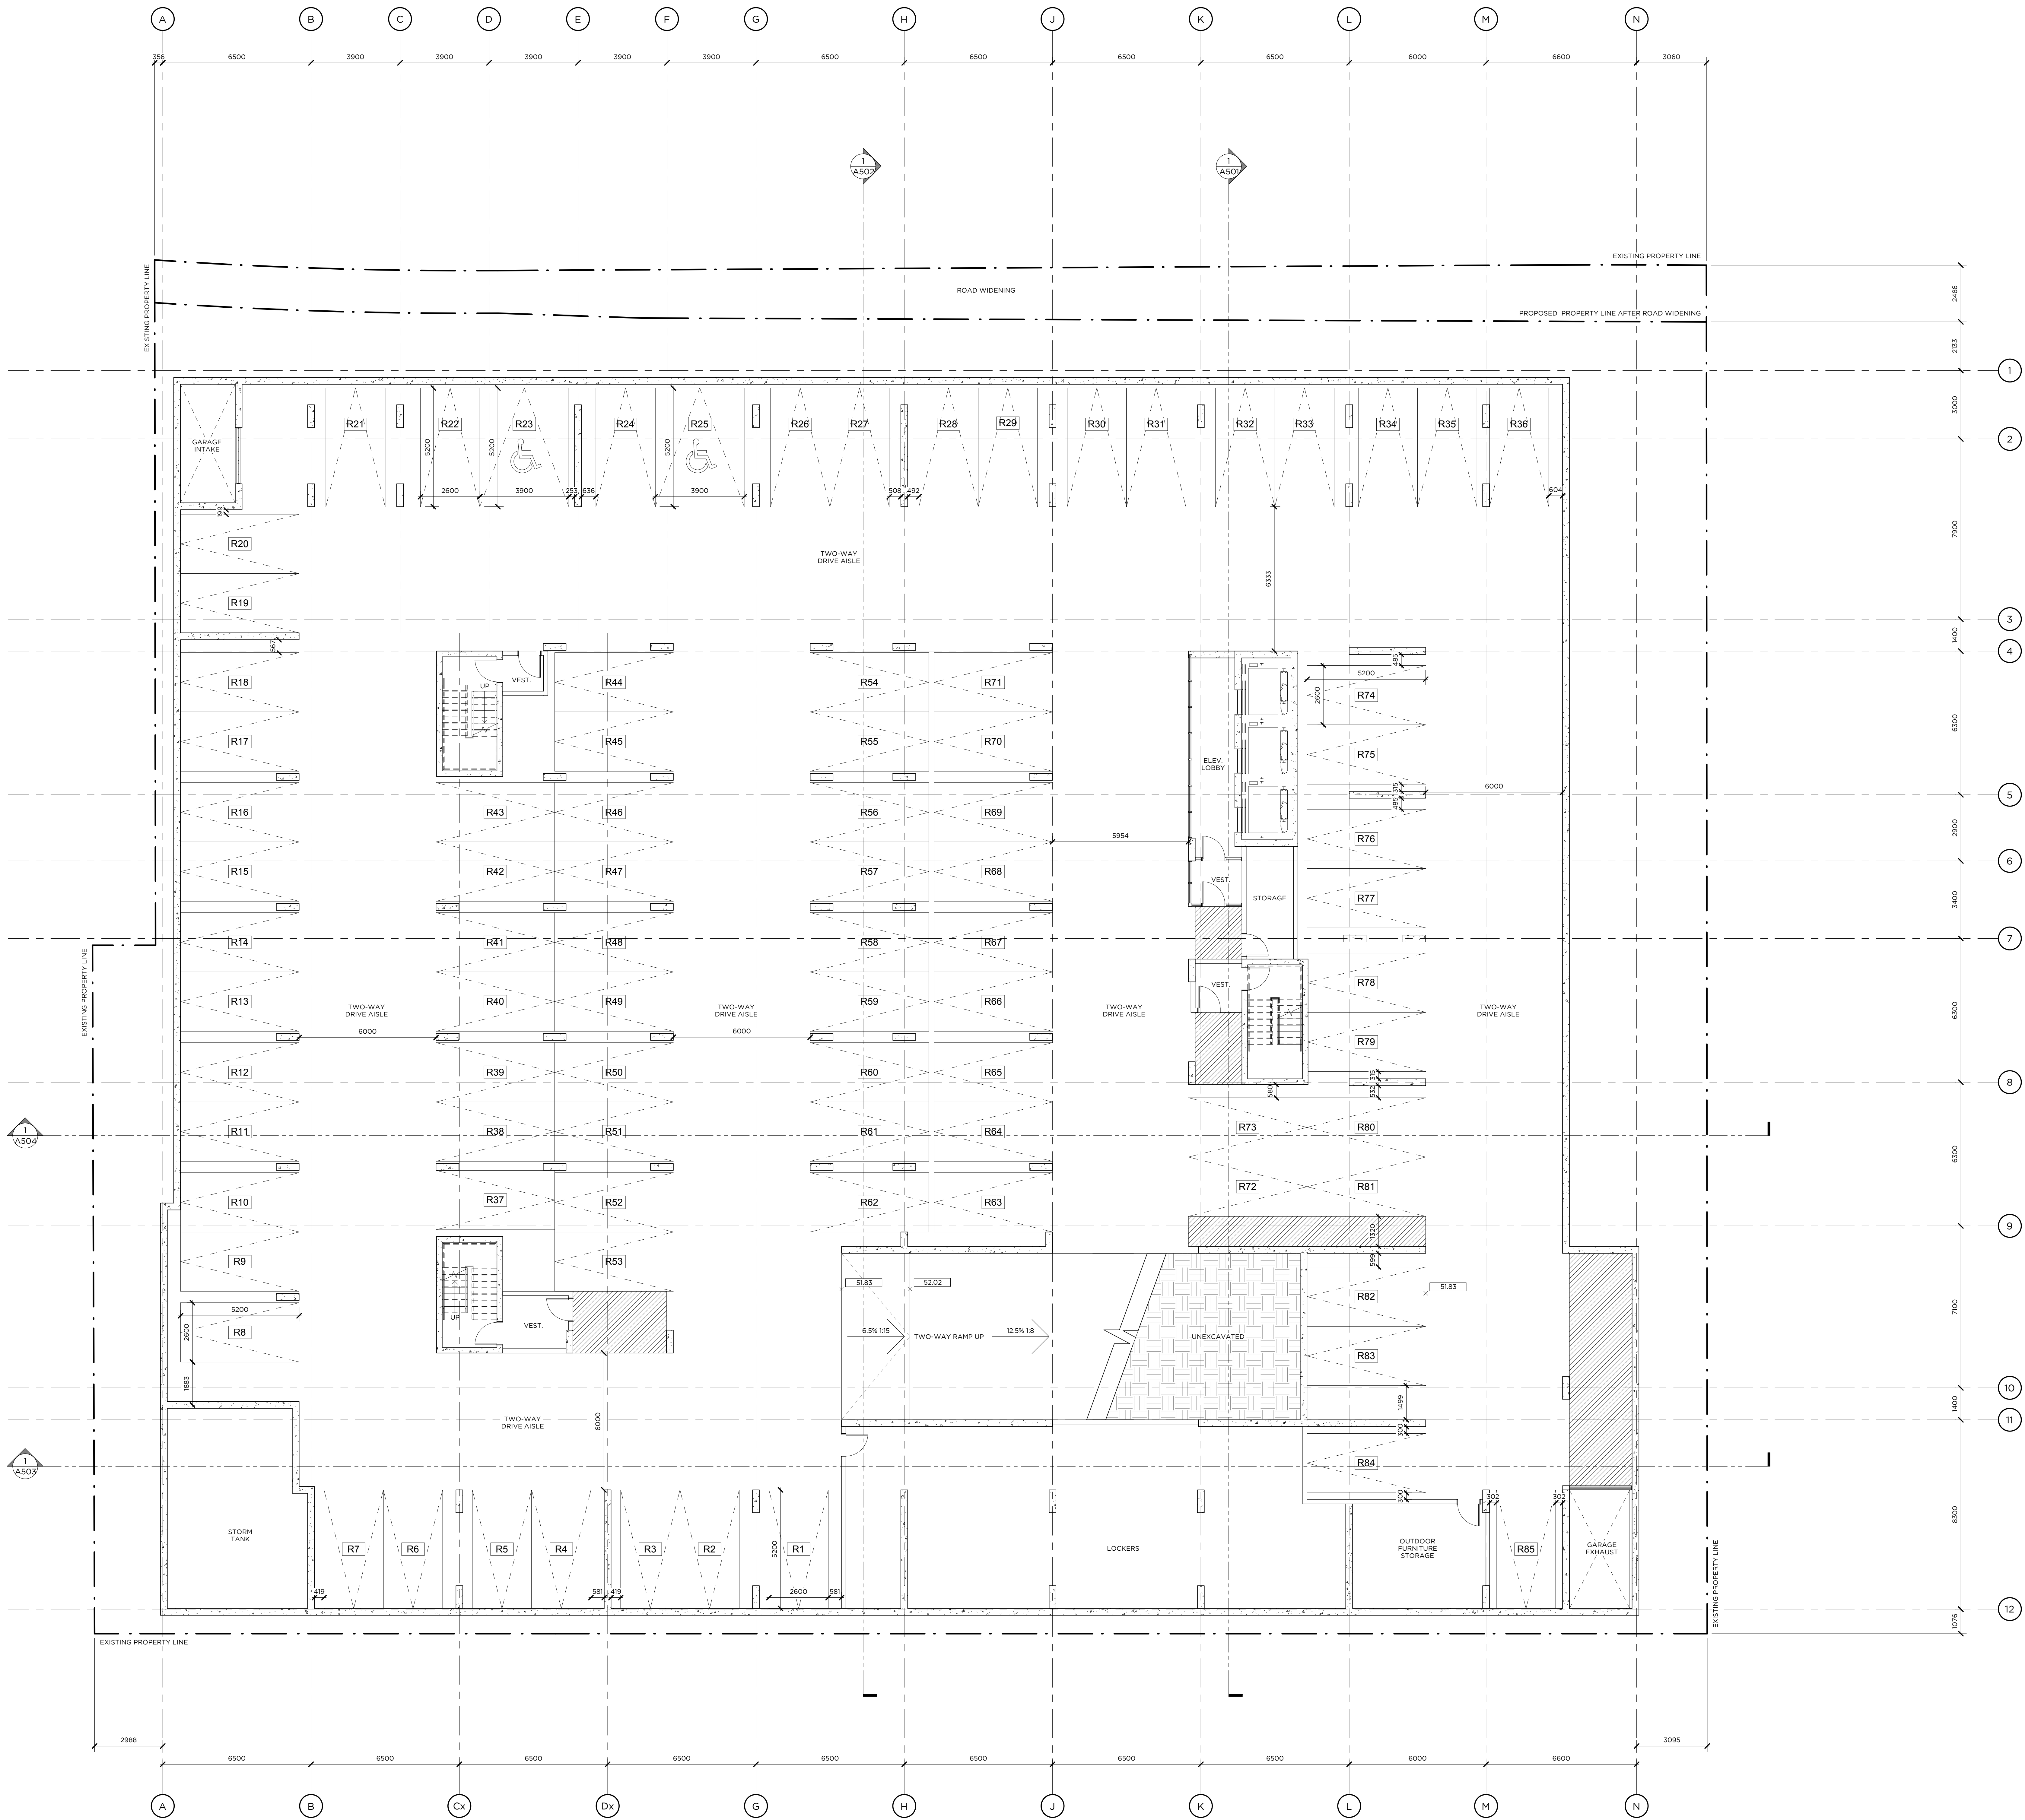 A B C D E F G H J K L M N
356 6500 3900 3900 3900 3900 3900 6500 6500 6500 6500 6000 6600 3060
1
A502
1
A501
EXISTING PROPERTY LINE
EXISTING PROPERTY LINE
ROAD WIDENING
PROPOSED PROPERTY LINE AFTER ROAD WIDENING
2486
2133
1
3000
2
7900
3
1400
4
6300
5
2900
6
3400
7
6300
8
6300
9
7100
10
1400
11
8300
12
1076
GARAGE
INTAKE
R21 R22 R23 R24 R25 R26 R27 R28 R29 R30 R31 R32 R33 R34 R35 R36
5200 5200 5200
2600 3900 253 636 3900 508 492 604
199
R20
R19
567
TWO-WAY
DRIVE AISLE
6333
R18
R17
R16
R15
R14
R13
R12
R11
R10
R9
R8
5200
2600
1883
UP
VEST.
R44
R45
R43 R46
R42 R47
R41 R48
R40 R49
R39 R50
R38 R51
R37 R52
R53
R54 R71
R55 R70
R56 R69
R57 R68
R58 R67
R59 R66
R60 R65
R61 R64
R62 R63
TWO-WAY
DRIVE AISLE
6000
TWO-WAY
DRIVE AISLE
6000
TWO-WAY
DRIVE AISLE
5954
TWO-WAY
DRIVE AISLE
6000
ELEV.
LOBBY
VEST.
STORAGE
VEST.
485
5200
2600
R74
R75
315
485
R76
R77
R78
R79
315
532
580
R73 R80
R72 R81
1320
599
R82
R83
1499
300
R84
300
51.83
EXISTING PROPERTY LINE
1
A504
1
A503
UP
VEST.
6000
TWO-WAY
DRIVE AISLE
51.83
52.02
6.5% 1:15
TWO-WAY RAMP UP
12.5% 1:8
UNEXCAVATED
STORM
TANK
R7 R6 R5 R4 R3 R2 R1
419 581 419 2600 581
5200
LOCKERS
OUTDOOR
FURNITURE
STORAGE
302 302
R85
GARAGE
EXHAUST
EXISTING PROPERTY LINE
EXISTING PROPERTY LINE
2988 3095
6500 6500 6500 6500 6500 6500 6500 6500 6000 6600
A B Cx Dx G H J K L M N